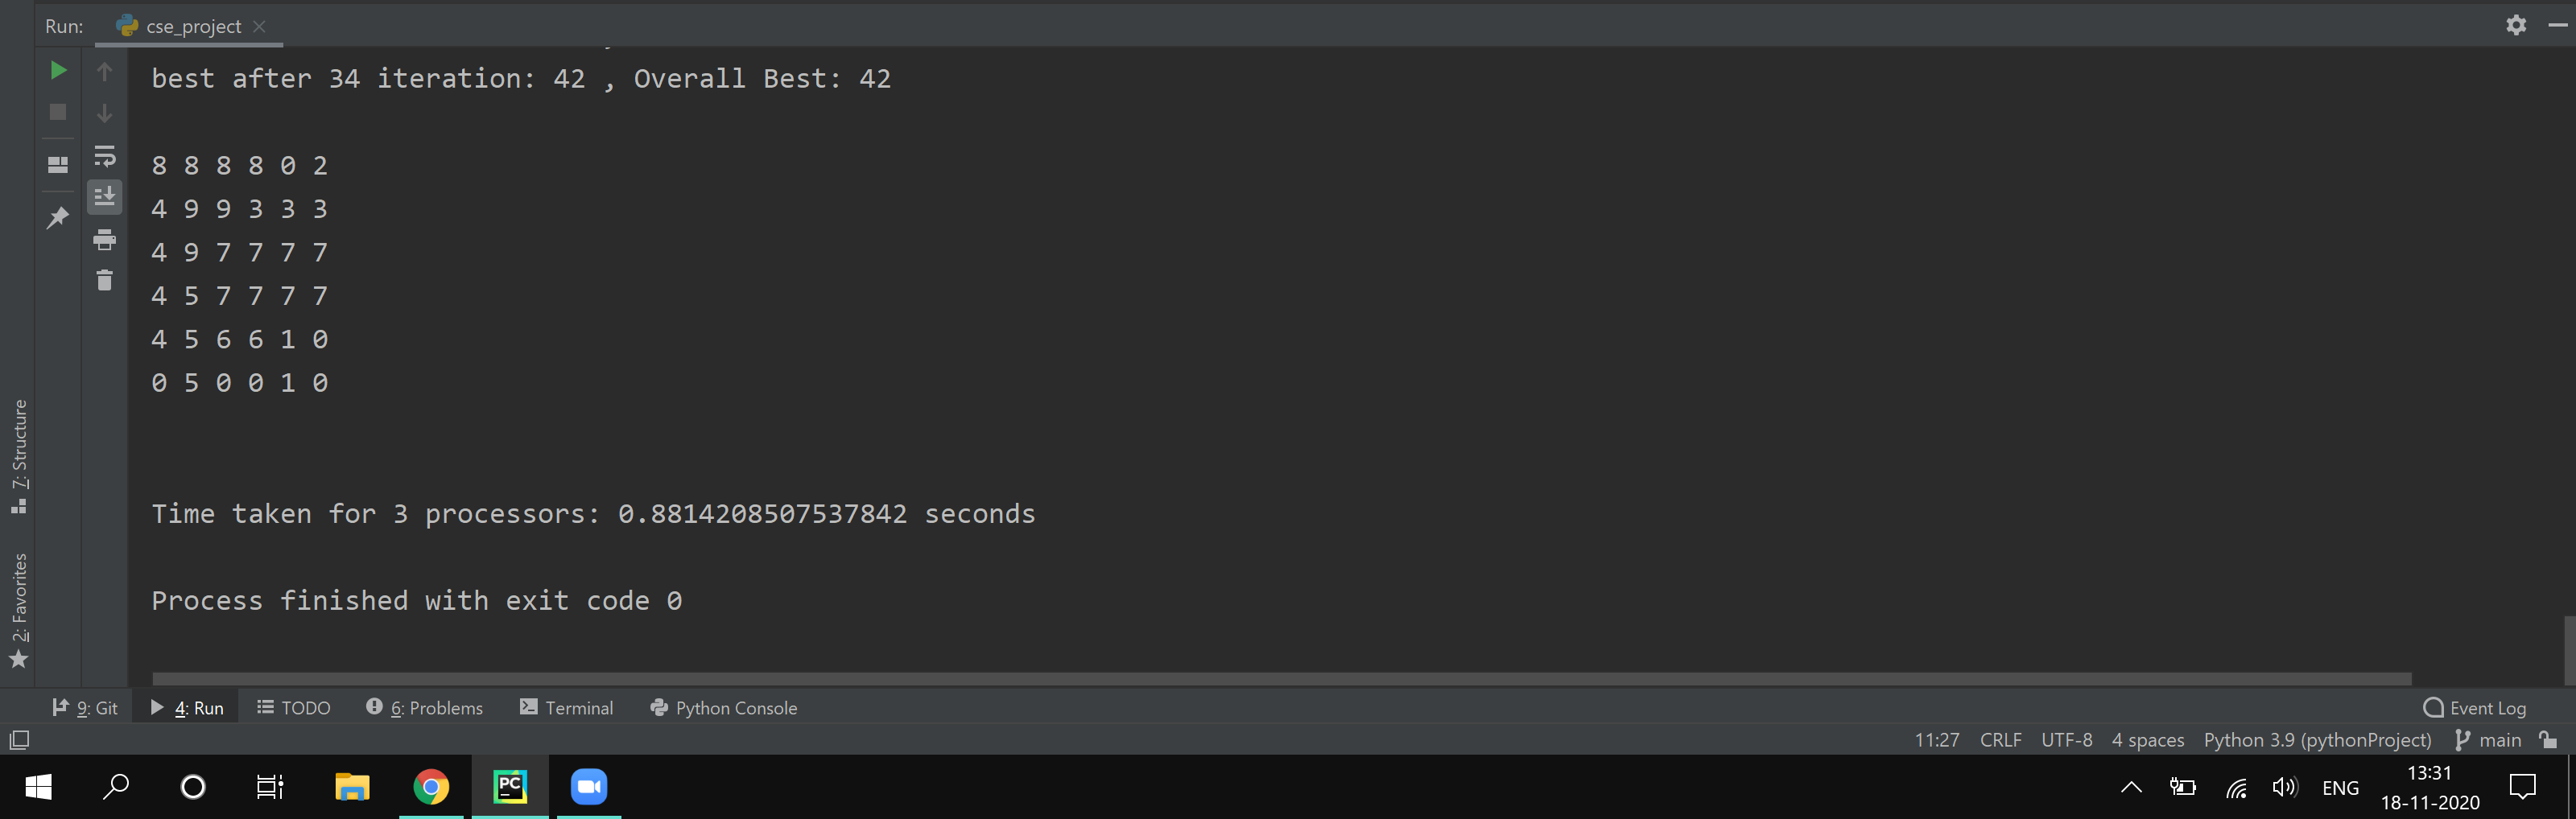 Run: cse_project
best after 34 iteration: 42 , Overall Best: 42
8 8 8 8 0 2
4 9 9 3 3 3
4 9 7 7 7 7
4 5 7 7 7 7
4 5 6 6 1 0
0 5 0 0 1 0
Time taken for 3 processors: 0.8814208507537842 seconds
Process finished with exit code 0
7: Structure
2: Favorites
9: Git 4: Run TODO 6: Problems Terminal Python Console Event Log
11:27 CRLF UTF-8 4 spaces Python 3.9 (pythonProject) main
PC
ENG
13:31
18-11-2020